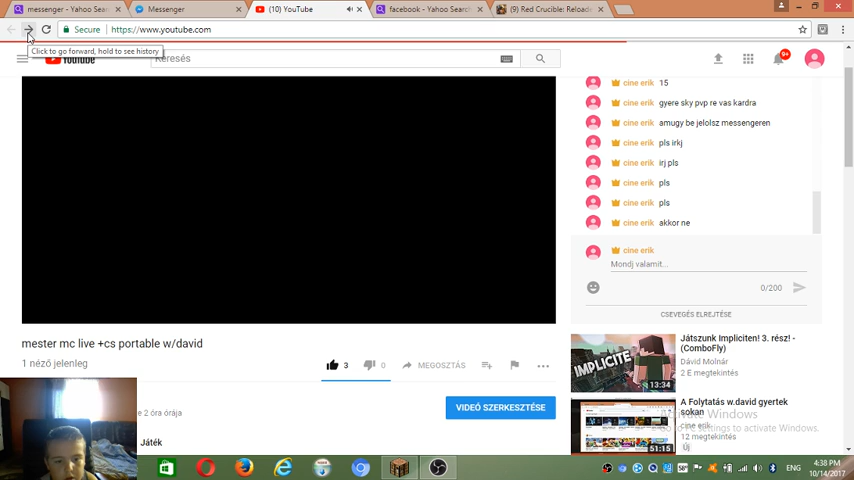 messenger - Yahoo Sear
Messenger
(10) YouTube
facebook - Yahoo Search
(9) Red Crucible: Reloade
Secure
https://www.youtube.com
Click to go forward, hold to see history
Keresés
9+
cine erik 15
cine erik gyere sky pvp re vas kardra
cine erik amugy be jelolsz messengeren
cine erik pls irkj
cine erik irj pls
cine erik pls
cine erik pls
cine erik akkor ne
cine erik
Mondj valamit...
0/200
CSEVEGÉS ELREJTÉSE
mester mc live +cs portable w/david
1 néző jelenleg
3
0
MEGOSZTÁS
Játszunk Impliciten! 3. rész! -
(ComboFly)
Dávid Molnár
2 E megtekintés
IMPLICITE
13:34
A Folytatás w.david gyertek
sokan
cine erik
12 megtekintés
Új
51:15
e 2 óra órája
VIDEÓ SZERKESZTÉSE
Játék
Activate Windows
Go to PC settings to activate Windows.
ENG
4:38 PM
10/14/2017